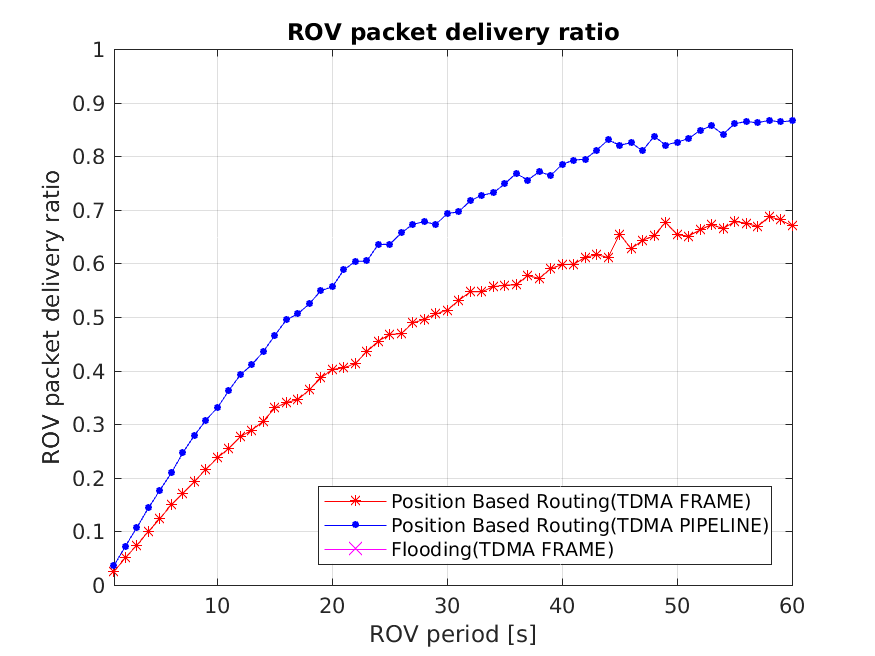 ROV packet delivery ratio
ROV packet delivery ratio
1
0.9
0.8
0.7
0.6
0.5
0.4
0.3
0.2
0.1
0
Position Based Routing(TDMA FRAME)
Position Based Routing(TDMA PIPELINE)
Flooding(TDMA FRAME)
10 20 30 40 50 60
ROV period [s]